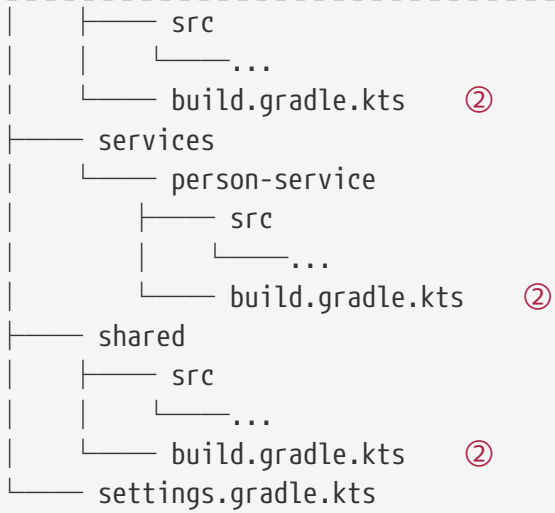 │     ├──── src
│     │     └────...
│     └──── build.gradle.kts    ②
├──── services
│     └──── person-service
│           ├──── src
│           │     └────...
│           └──── build.gradle.kts    ②
├──── shared
│     ├──── src
│     │     └────...
│     └──── build.gradle.kts    ②
└──── settings.gradle.kts